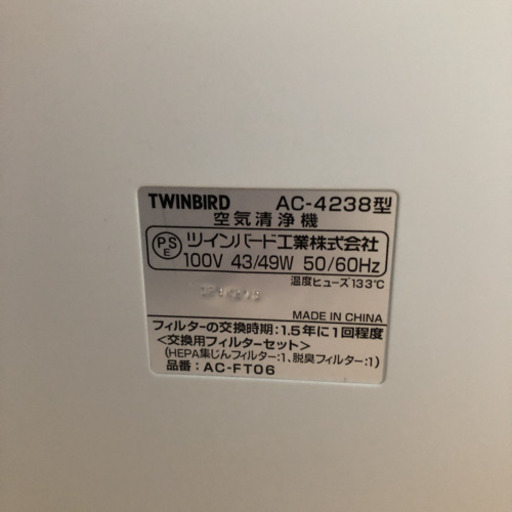 TWINBIRD AC-4238型
空気清浄機
PSE ツインバード工業株式会社
100V 43/49W 50/60Hz
温度ヒューズ133℃
MADE IN CHINA
フィルターの交換時期:1.5年に1回程度
<交換用フィルターセット>
(HEPA集じんフィルター:1、脱臭フィルター:1)
品番:AC-FT06